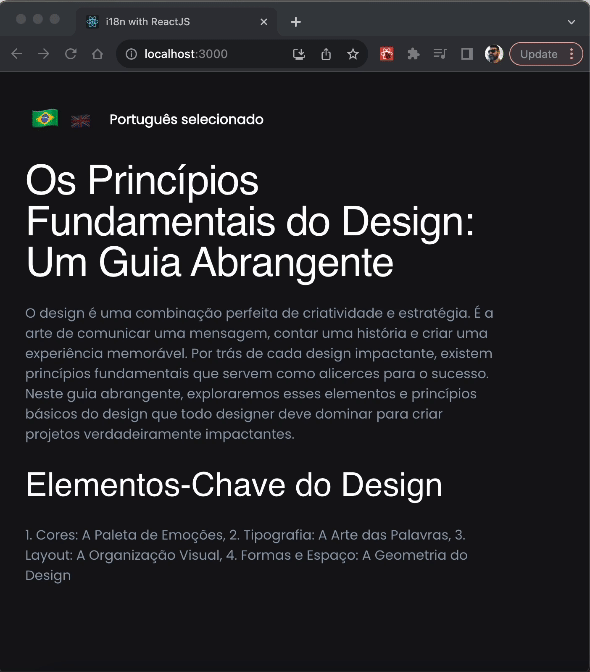 i18n with ReactJS
localhost:3000
Update
Português selecionado
Os Princípios
Fundamentais do Design:
Um Guia Abrangente
O design é uma combinação perfeita de criatividade e estratégia. É a
arte de comunicar uma mensagem, contar uma história e criar uma
experiência memorável. Por trás de cada design impactante, existem
princípios fundamentais que servem como alicerces para o sucesso.
Neste guia abrangente, exploraremos esses elementos e princípios
básicos do design que todo designer deve dominar para criar
projetos verdadeiramente impactantes.
Elementos-Chave do Design
1. Cores: A Paleta de Emoções, 2. Tipografia: A Arte das Palavras, 3.
Layout: A Organização Visual, 4. Formas e Espaço: A Geometria do
Design